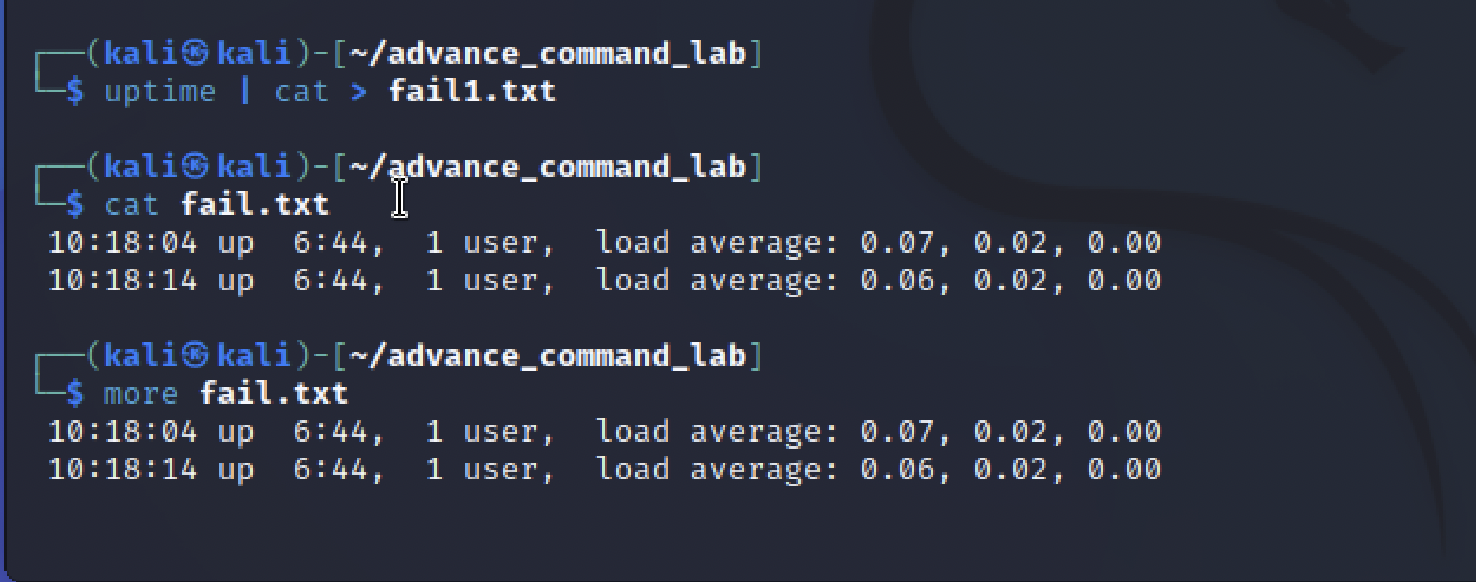 ┌──(kali㉿kali)-[~/advance_command_lab]
└─$ uptime | cat > fail1.txt
┌──(kali㉿kali)-[~/advance_command_lab]
└─$ cat fail.txt
 10:18:04 up  6:44,  1 user,  load average: 0.07, 0.02, 0.00
 10:18:14 up  6:44,  1 user,  load average: 0.06, 0.02, 0.00
┌──(kali㉿kali)-[~/advance_command_lab]
└─$ more fail.txt
 10:18:04 up  6:44,  1 user,  load average: 0.07, 0.02, 0.00
 10:18:14 up  6:44,  1 user,  load average: 0.06, 0.02, 0.00